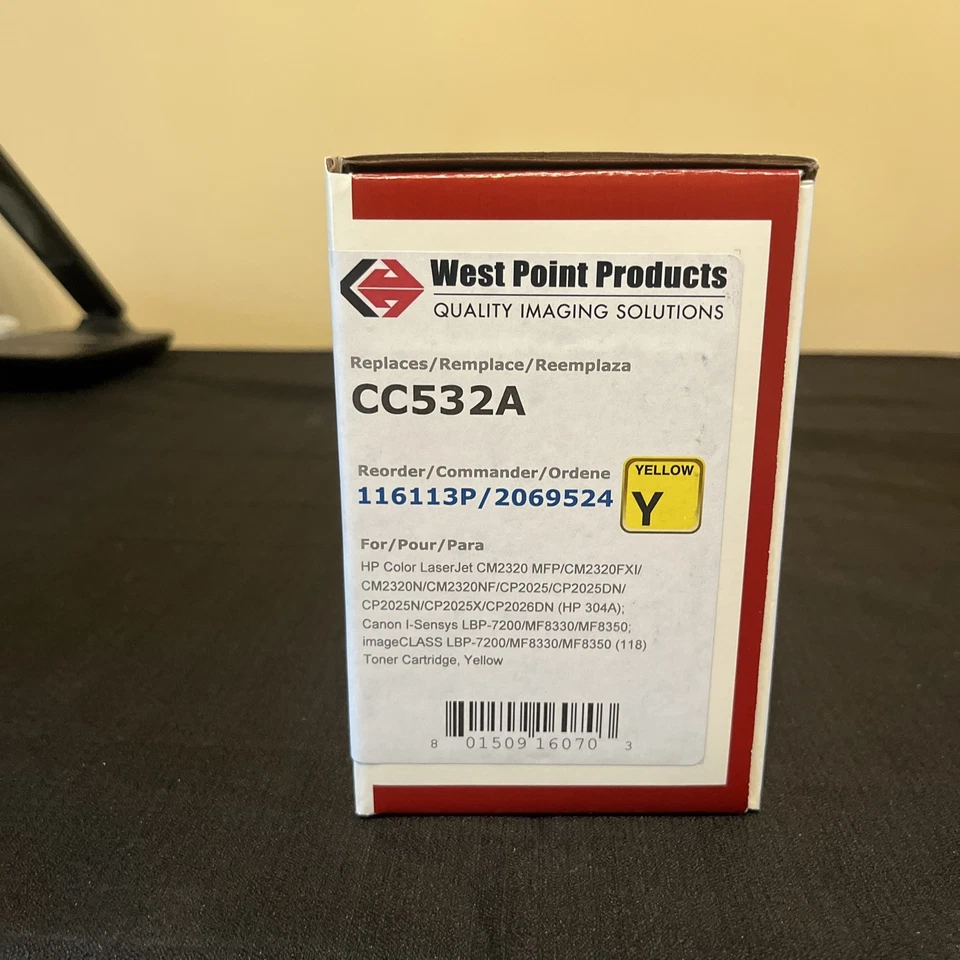 West Point Products
QUALITY IMAGING SOLUTIONS
Replaces/Remplace/Reemplaza
CC532A
Reorder/Commander/Ordene
116113P/2069524
YELLOW
Y
For/Pour/Para
HP Color LaserJet CM2320 MFP/CM2320FXI/
CM2320N/CM2320NF/CP2025/CP2025DN/
CP2025N/CP2025X/CP2026DN (HP 304A);
Canon I-Sensys LBP-7200/MF8330/MF8350;
imageCLASS LBP-7200/MF8330/MF8350 (118)
Toner Cartridge, Yellow
8 01509 16070 3